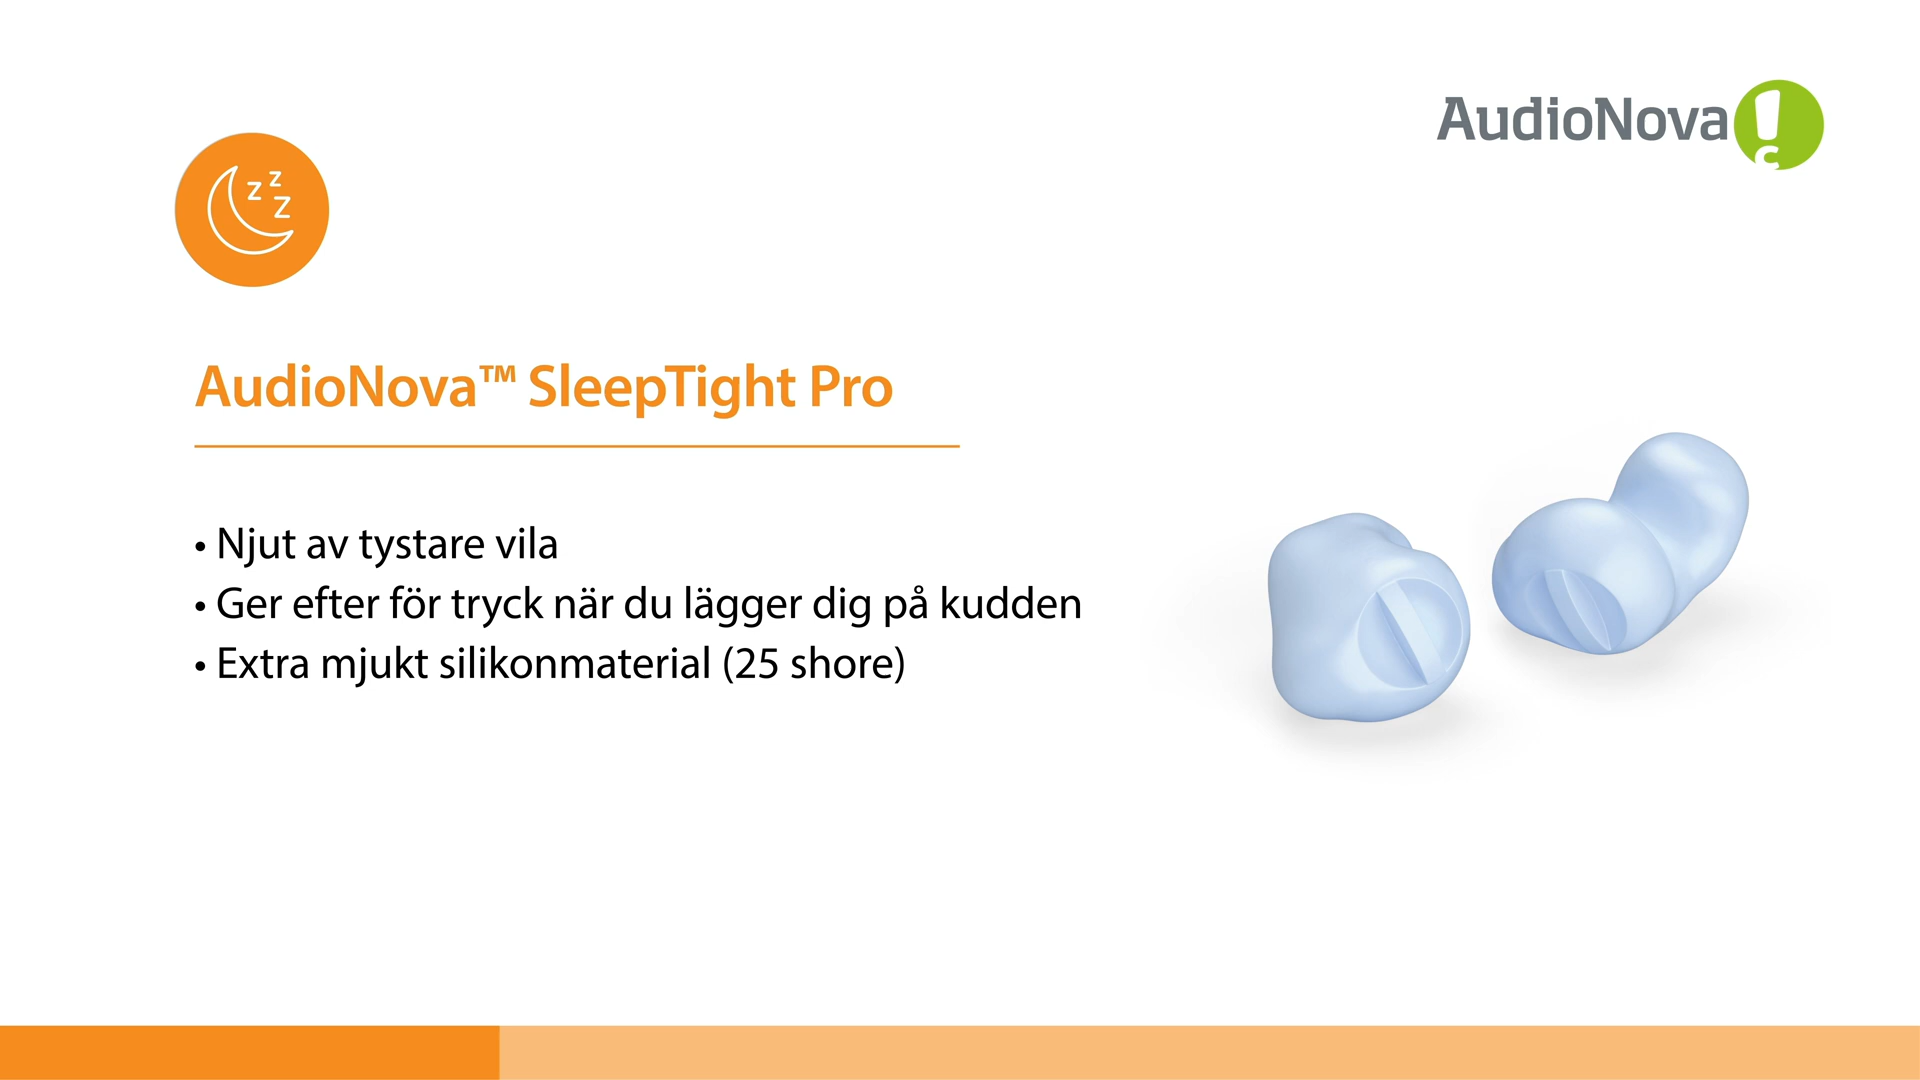 AudioNova
z z z
AudioNova™ SleepTight Pro
• Njut av tystare vila
• Ger efter för tryck när du lägger dig på kudden
• Extra mjukt silikonmaterial (25 shore)